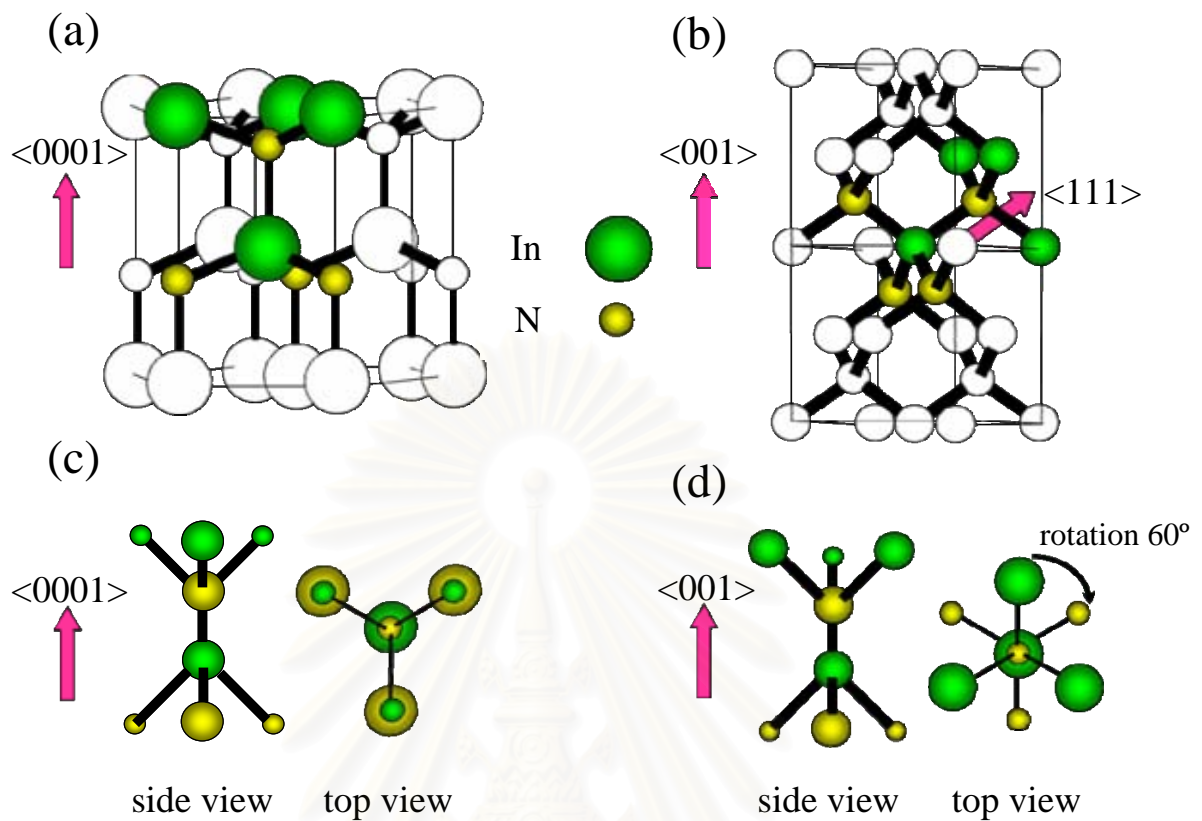 (a)
<0001>
In
N
(b)
<001>
<111>
(c)
<0001>
side view
top view
(d)
<001>
rotation 60º
side view
top view